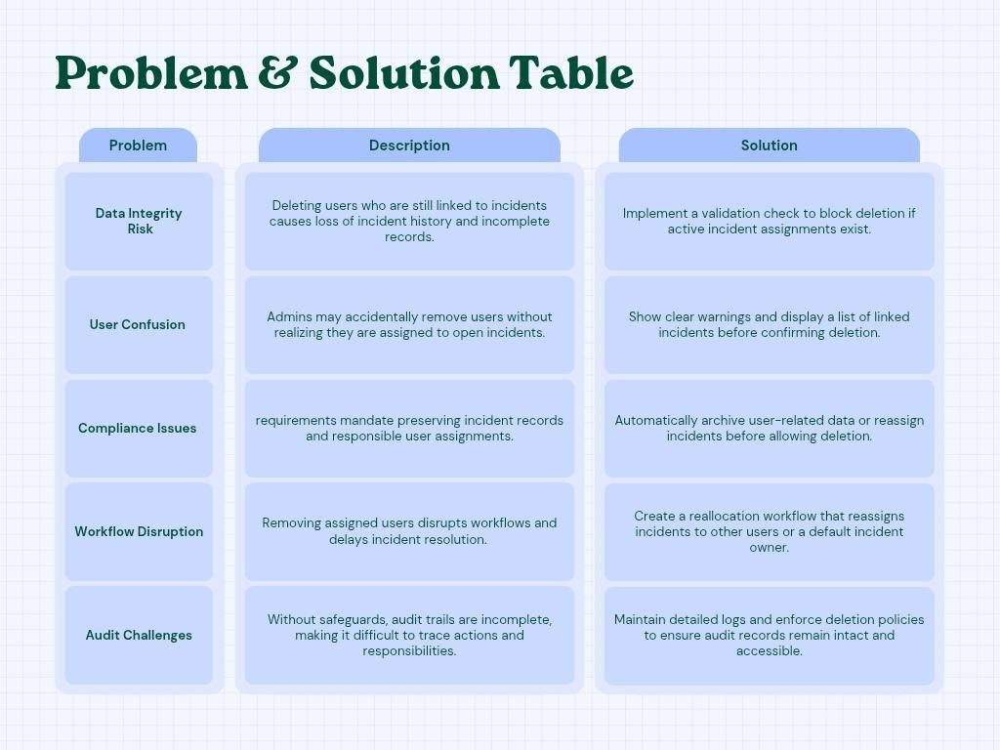 Problem & Solution Table
Problem
Description
Solution
Data Integrity
Risk
Deleting users who are still linked to incidents
causes loss of incident history and incomplete
records.
Implement a validation check to block deletion if
active incident assignments exist.
User Confusion
Admins may accidentally remove users without
realizing they are assigned to open incidents.
Show clear warnings and display a list of linked
incidents before confirming deletion.
Compliance Issues
requirements mandate preserving incident records
and responsible user assignments.
Automatically archive user-related data or reassign
incidents before allowing deletion.
Workflow Disruption
Removing assigned users disrupts workflows and
delays incident resolution.
Create a reallocation workflow that reassigns
incidents to other users or a default incident
owner.
Audit Challenges
Without safeguards, audit trails are incomplete,
making it difficult to trace actions and
responsibilities.
Maintain detailed logs and enforce deletion policies
to ensure audit records remain intact and
accessible.